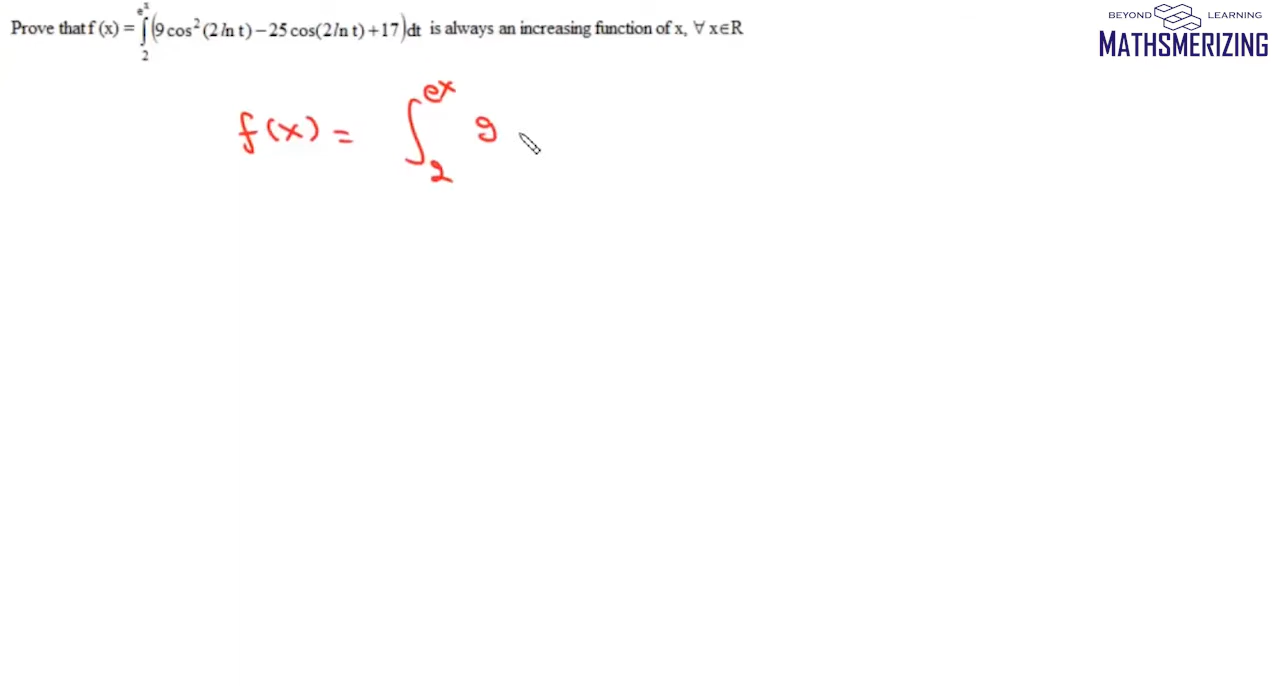 Prove that f (x) = ∫₂^(eˣ) (9 cos² (2 ln t) – 25 cos(2 ln t) + 17) dt is always an increasing function of x, ∀ x∈R
BEYOND LEARNING
MATHSMERIZING
f(x) = ∫₂^(eˣ) 9